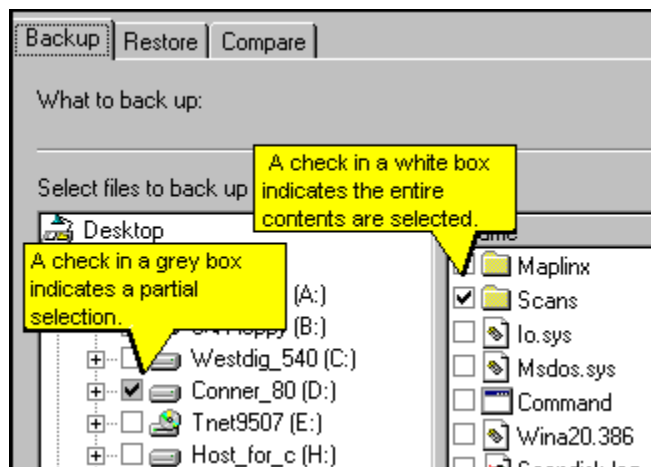 Backup Restore Compare
What to back up:
A check in a white box
indicates the entire
contents are selected.
Select files to back up
Desktop
A check in a grey box
indicates a partial
selection.
(A:)
(B:)
Westdig_540 (C:)
Conner_80 (D:)
Tnet9507 (E:)
Host_for_c (H:)
Maplinx
Scans
Io.sys
Msdos.sys
Command
Wina20.386